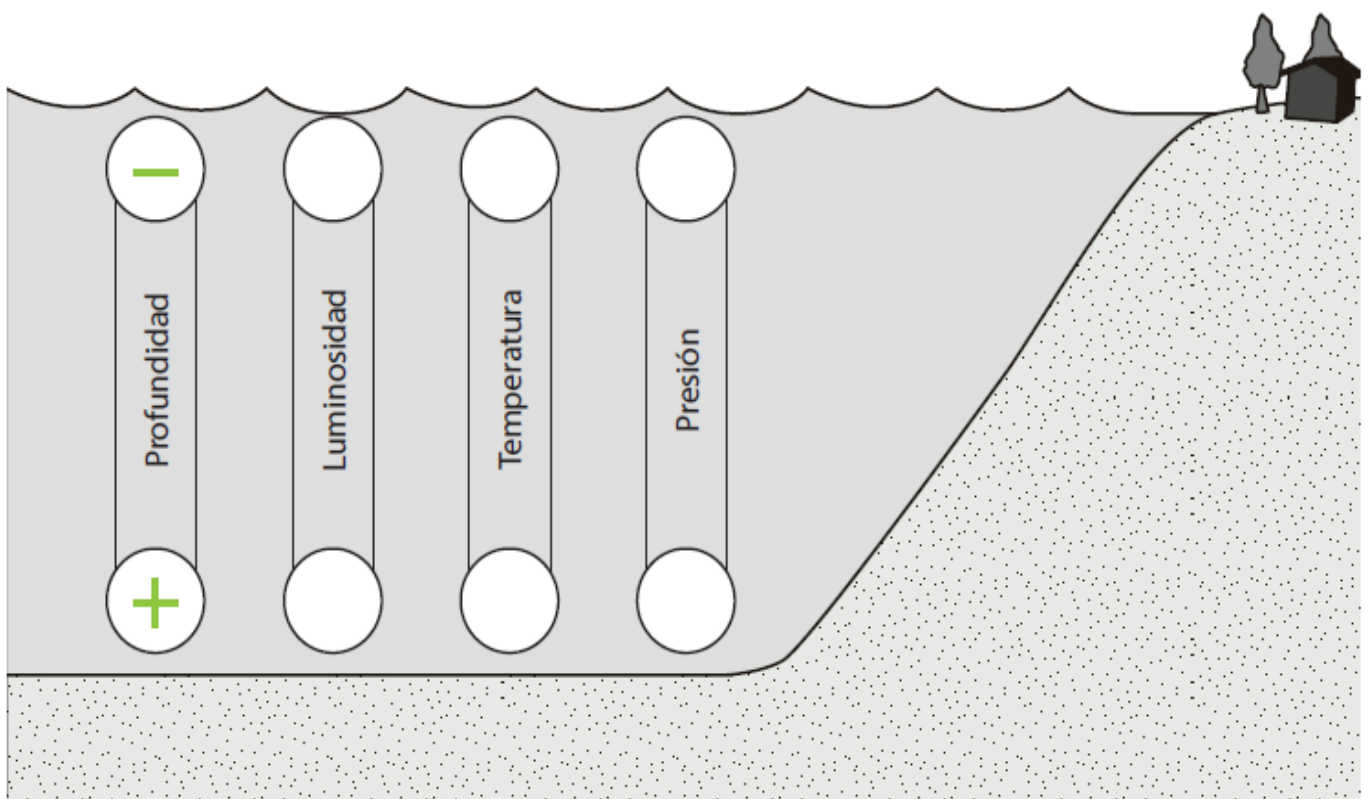 −
+
Profundidad
Luminosidad
Temperatura
Presión